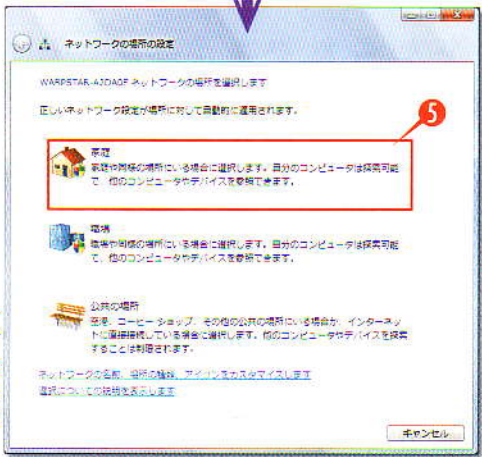 ネットワークの場所の設定
WARPSTAR-A2DA0F ネットワークの場所を選択します
正しいネットワーク設定が場所に対して自動的に適用されます。
5
家庭
家庭や同様の場所にいる場合に選択します。自分のコンピュータは探索可能
で、他のコンピュータやデバイスを参照できます。
職場
職場や同様の場所にいる場合に選択します。自分のコンピュータは探索可能
で、他のコンピュータやデバイスを参照できます。
公共の場所
空港、コーヒー ショップ、その他の公共の場所にいる場合か、インターネッ
トに直接接続している場合に選択します。他のコンピュータやデバイスを探索
することは制限されます。
ネットワークの名前、場所の種類、アイコンをカスタマイズします
選択についての説明を表示します
キャンセル